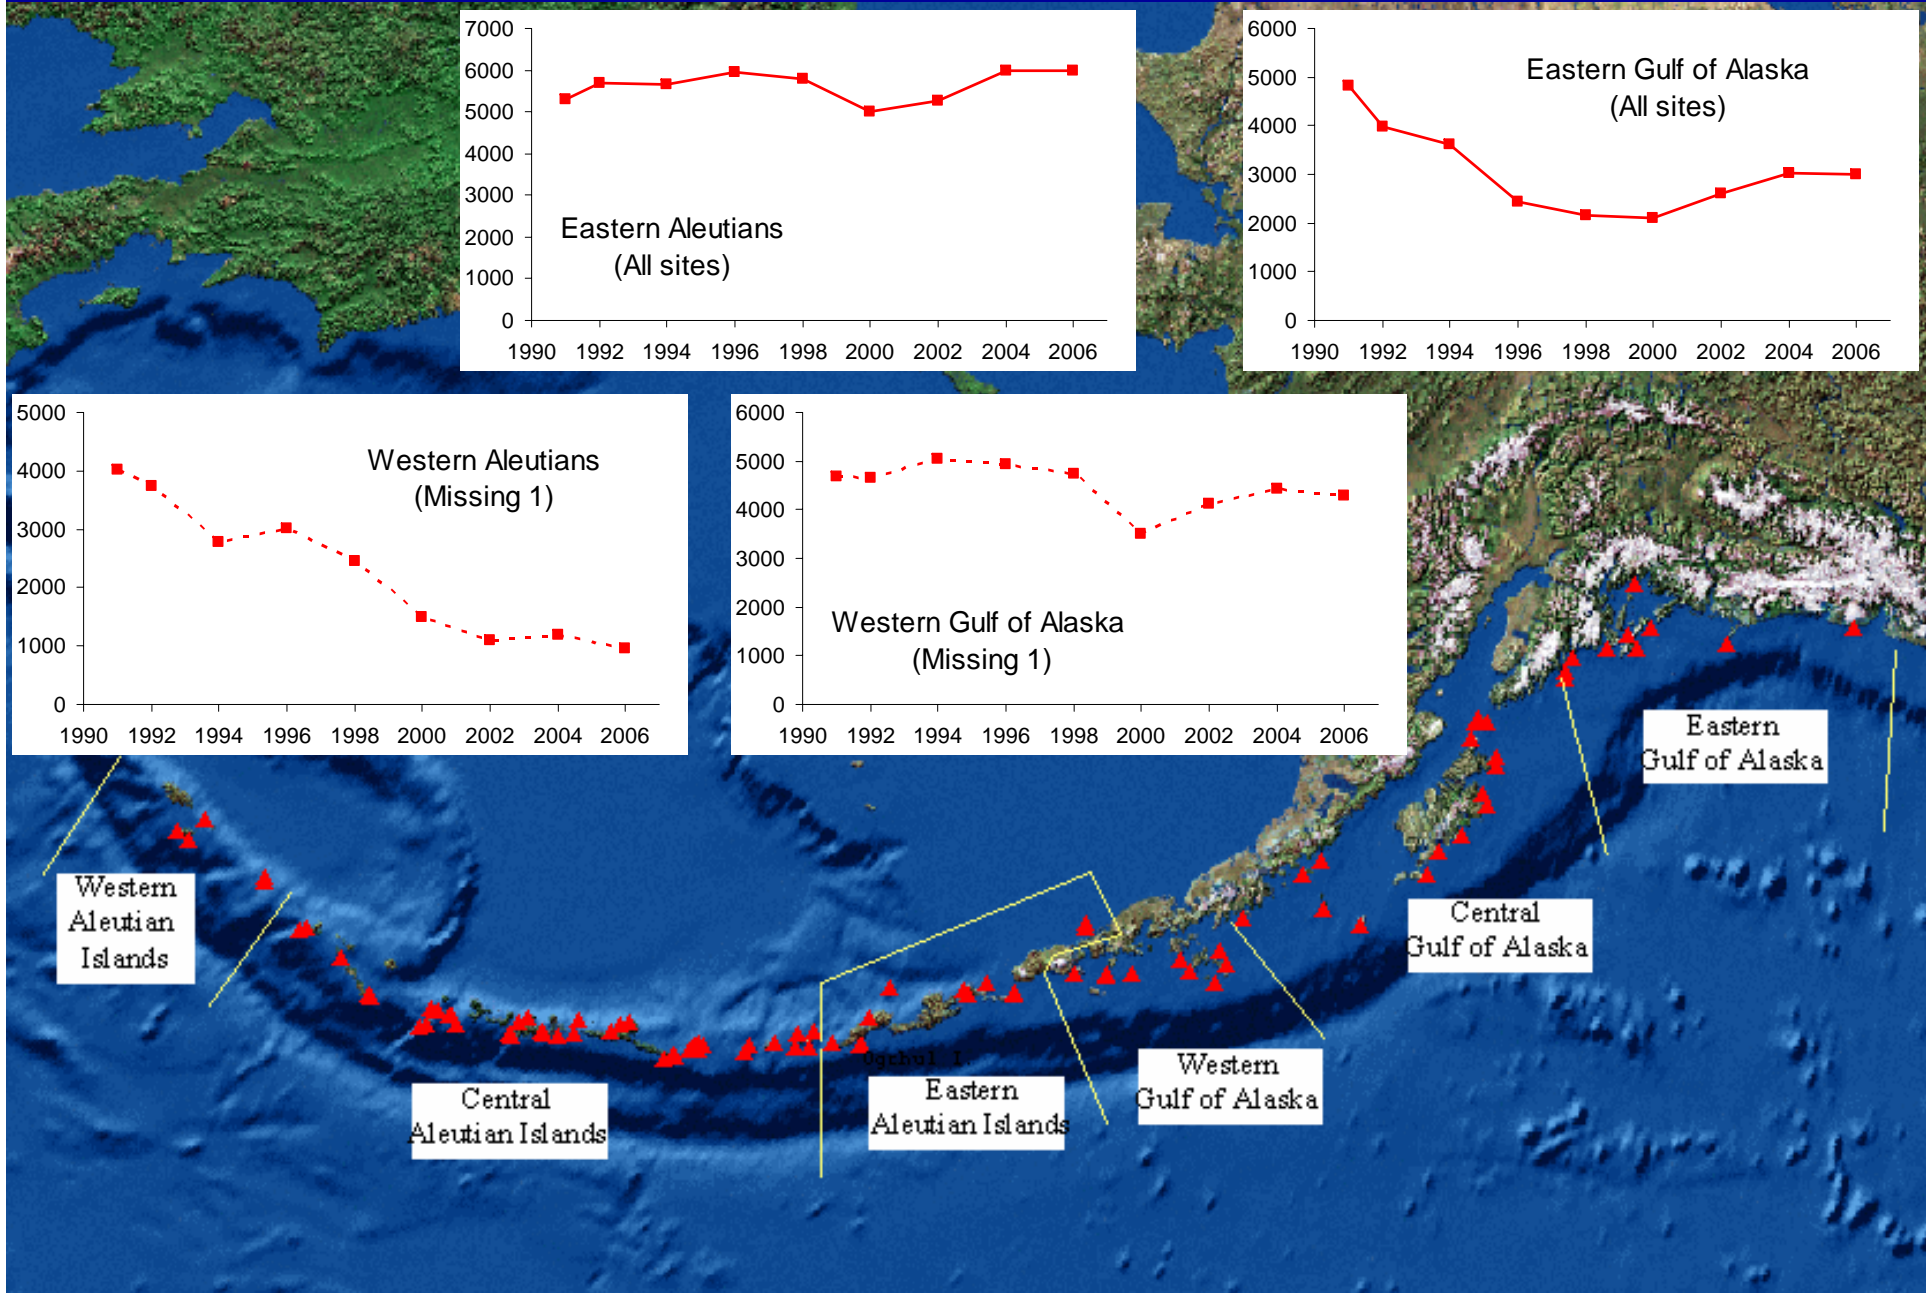 7000
6000
5000
4000
3000
2000
1000
0
Eastern Aleutians
(All sites)
1990 1992 1994 1996 1998 2000 2002 2004 2006
6000
5000
4000
3000
2000
1000
0
Eastern Gulf of Alaska
(All sites)
1990 1992 1994 1996 1998 2000 2002 2004 2006
5000
4000
3000
2000
1000
0
Western Aleutians
(Missing 1)
1990 1992 1994 1996 1998 2000 2002 2004 2006
6000
5000
4000
3000
2000
1000
0
Western Gulf of Alaska
(Missing 1)
1990 1992 1994 1996 1998 2000 2002 2004 2006
Eastern
Gulf of Alaska
Western
Aleutian
Islands
Central
Gulf of Alaska
Ogchul I.
Central
Aleutian Islands
Eastern
Aleutian Islands
Western
Gulf of Alaska